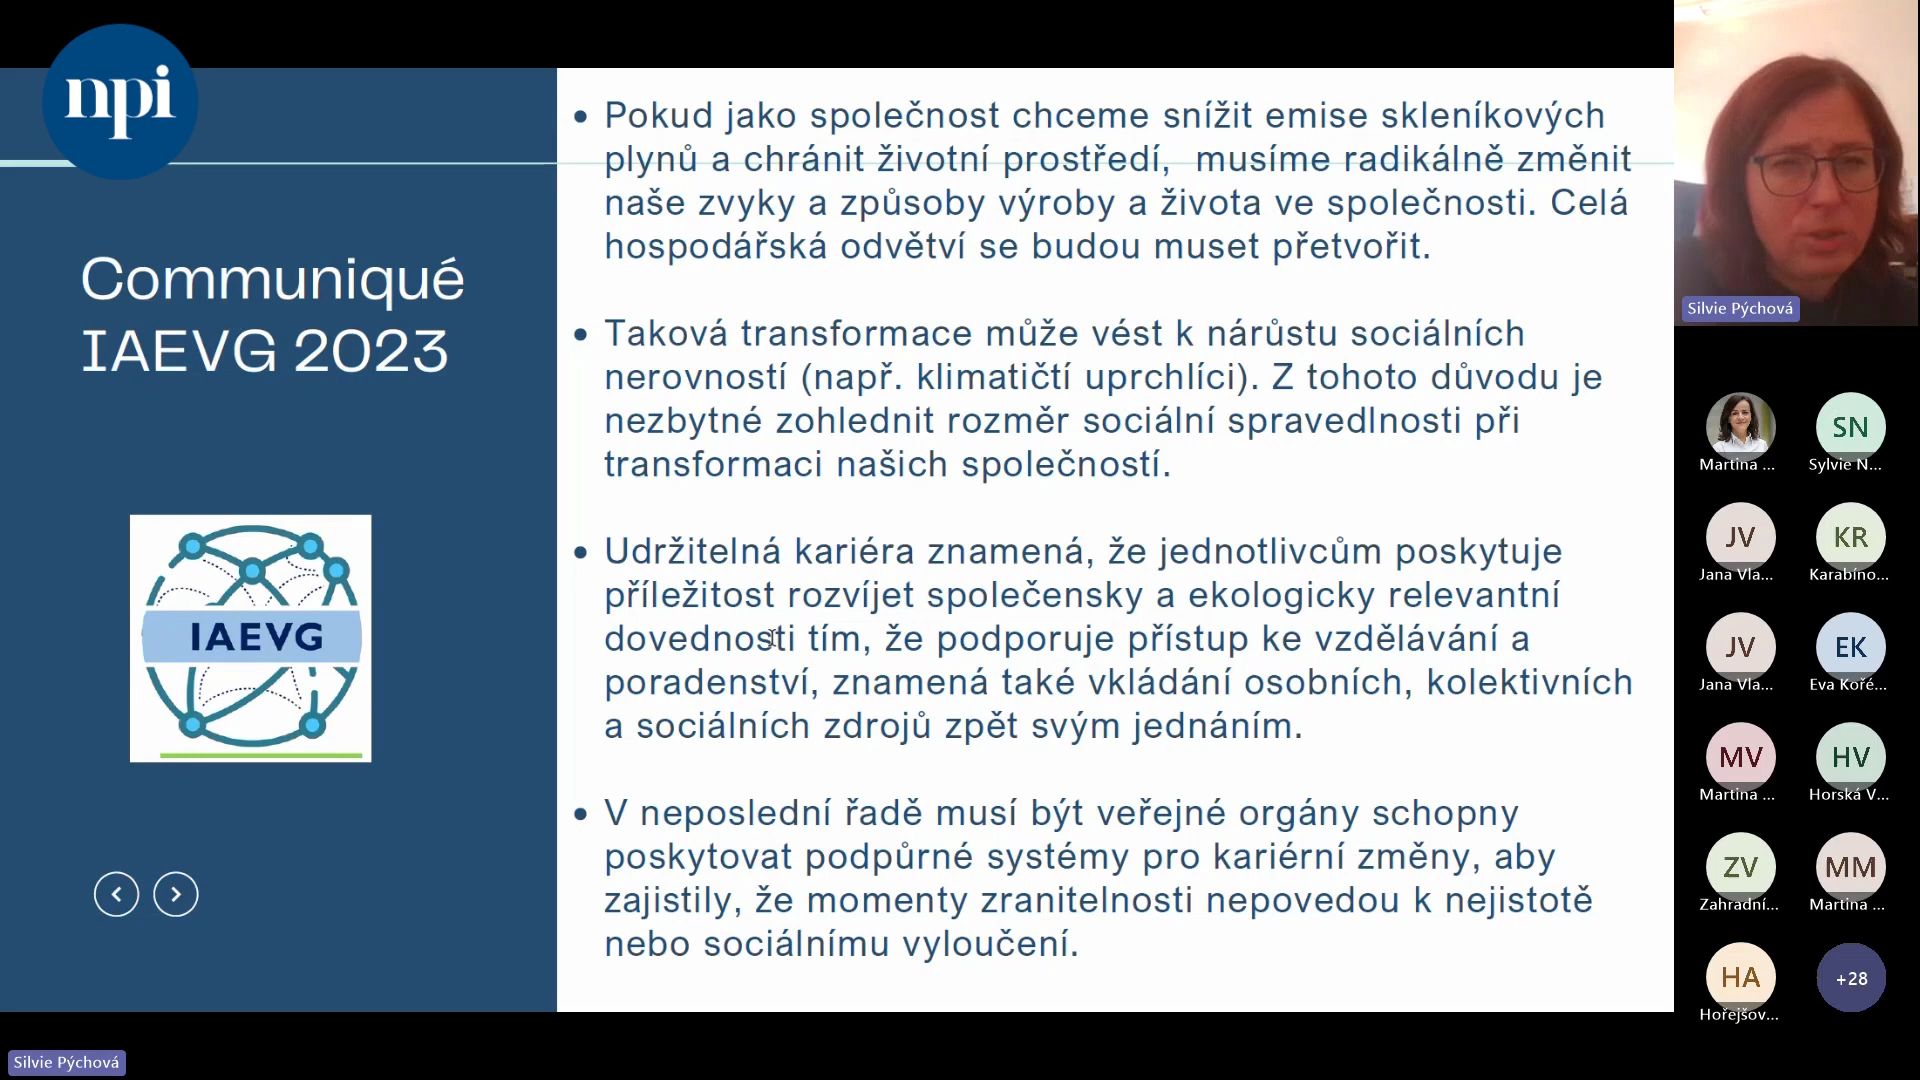 npi
Communiqué
IAEVG 2023
IAEVG
• Pokud jako společnost chceme snížit emise skleníkových
plynů a chránit životní prostředí,  musíme radikálně změnit
naše zvyky a způsoby výroby a života ve společnosti. Celá
hospodářská odvětví se budou muset přetvořit.
• Taková transformace může vést k nárůstu sociálních
nerovností (např. klimatičtí uprchlíci). Z tohoto důvodu je
nezbytné zohlednit rozměr sociální spravedlnosti při
transformaci našich společností.
• Udržitelná kariéra znamená, že jednotlivcům poskytuje
příležitost rozvíjet společensky a ekologicky relevantní
dovednosti tím, že podporuje přístup ke vzdělávání a
poradenství, znamená také vkládání osobních, kolektivních
a sociálních zdrojů zpět svým jednáním.
• V neposlední řadě musí být veřejné orgány schopny
poskytovat podpůrné systémy pro kariérní změny, aby
zajistily, že momenty zranitelnosti nepovedou k nejistotě
nebo sociálnímu vyloučení.
Silvie Pýchová
Martina ...
SN
Sylvie N...
JV
Jana Vla...
KR
Karabíno...
JV
Jana Vla...
EK
Eva Kořé...
MV
Martina ...
HV
Horská V...
ZV
Zahradní...
MM
Martina ...
HA
Hořejšov...
+28
Silvie Pýchová